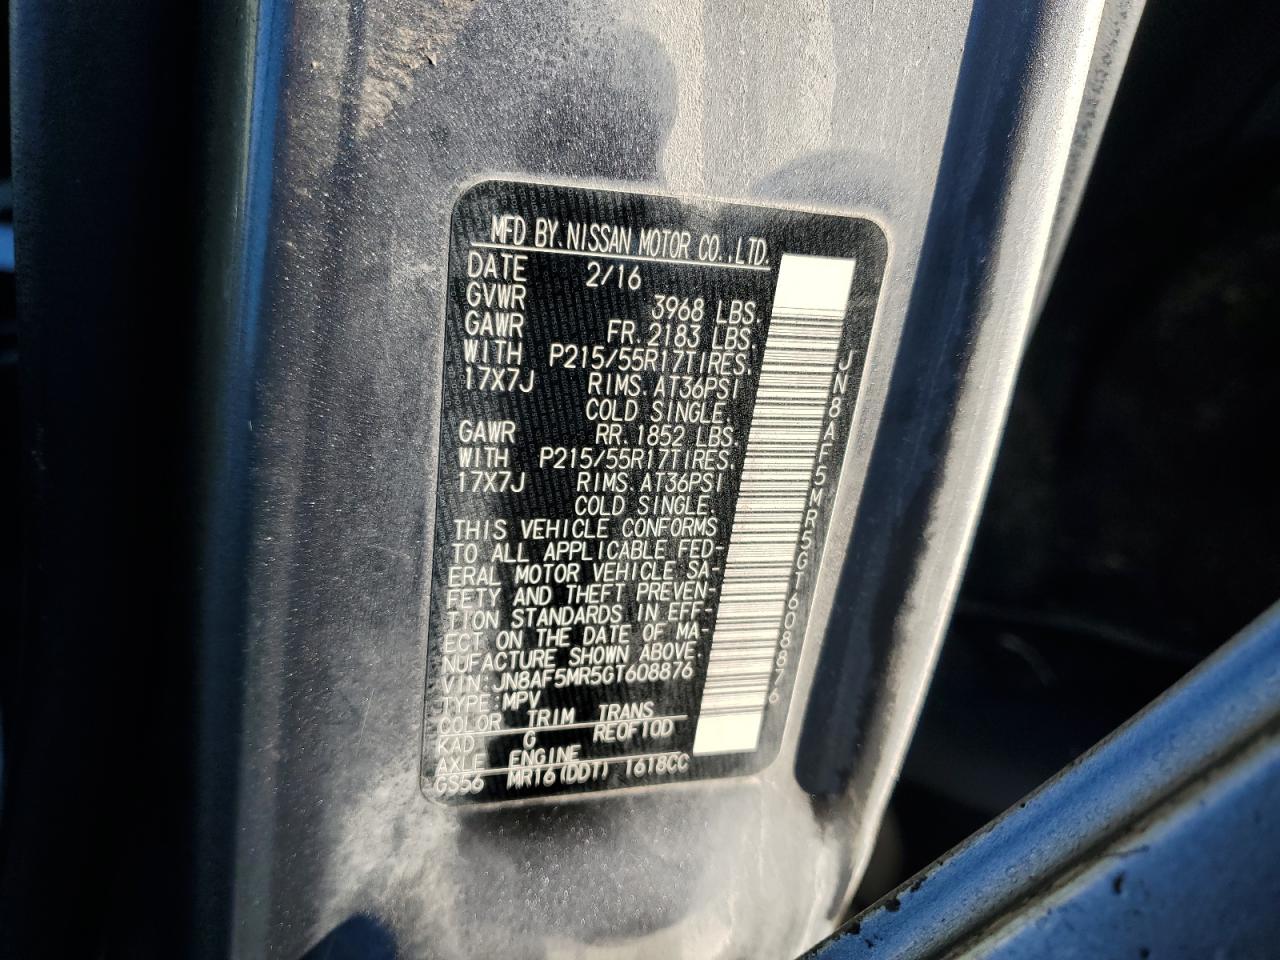 MFD BY.NISSAN MOTOR CO.,LTD.
DATE 2/16
GVWR 3968 LBS.
GAWR FR.2183 LBS.
WITH P215/55R17TIRES.
17X7J RIMS.AT36PSI
COLD SINGLE.
GAWR RR.1852 LBS.
WITH P215/55R17TIRES.
17X7J RIMS.AT36PSI
COLD SINGLE.
THIS VEHICLE CONFORMS
TO ALL APPLICABLE FED-
ERAL MOTOR VEHICLE SA-
FETY AND THEFT PREVEN-
TION STANDARDS IN EFF-
ECT ON THE DATE OF MA-
NUFACTURE SHOWN ABOVE.
VIN:JN8AF5MR5GT608876
TYPE:MPV
COLOR TRIM TRANS
KAD G RE0F10D
AXLE ENGINE
GS56 MR16(DDT) 1618CC
JN8AF5MR5GT608876